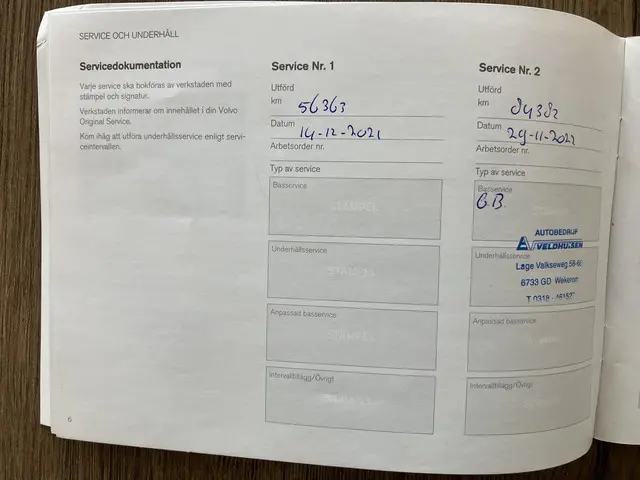 SERVICE OCH UNDERHÅLL
Servicedokumentation
Varje service ska bokföras av verkstaden med
stämpel och signatur.
Verkstaden informerar om innehållet i din Volvo
Original Service.
Kom ihåg att utföra underhållsservice enligt servi-
ceintervallen.
Service Nr. 1
Utförd
km 56363
Datum 14-12-2021
Arbetsorder nr.
Typ av service
Basservice
STÄMPEL
Underhållsservice
STÄMPEL
Anpassad basservice
STÄMPEL
Intervalltillägg/Övrigt
STÄMPEL
Service Nr. 2
Utförd
km 84382
Datum 29-11-2022
Arbetsorder nr.
Typ av service
Basservice
G.B.
AUTOBEDRIJF
VELDHUISEN
Underhållsservice
Lage Valkseweg 58-60
6733 GD Wekerom
T 0318 - 461527
Anpassad basservice
Intervalltillägg/Övrigt
6